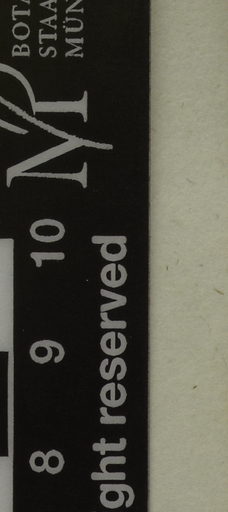 BOTA
STAA
MÜN
M
8 9 10
ght reserved